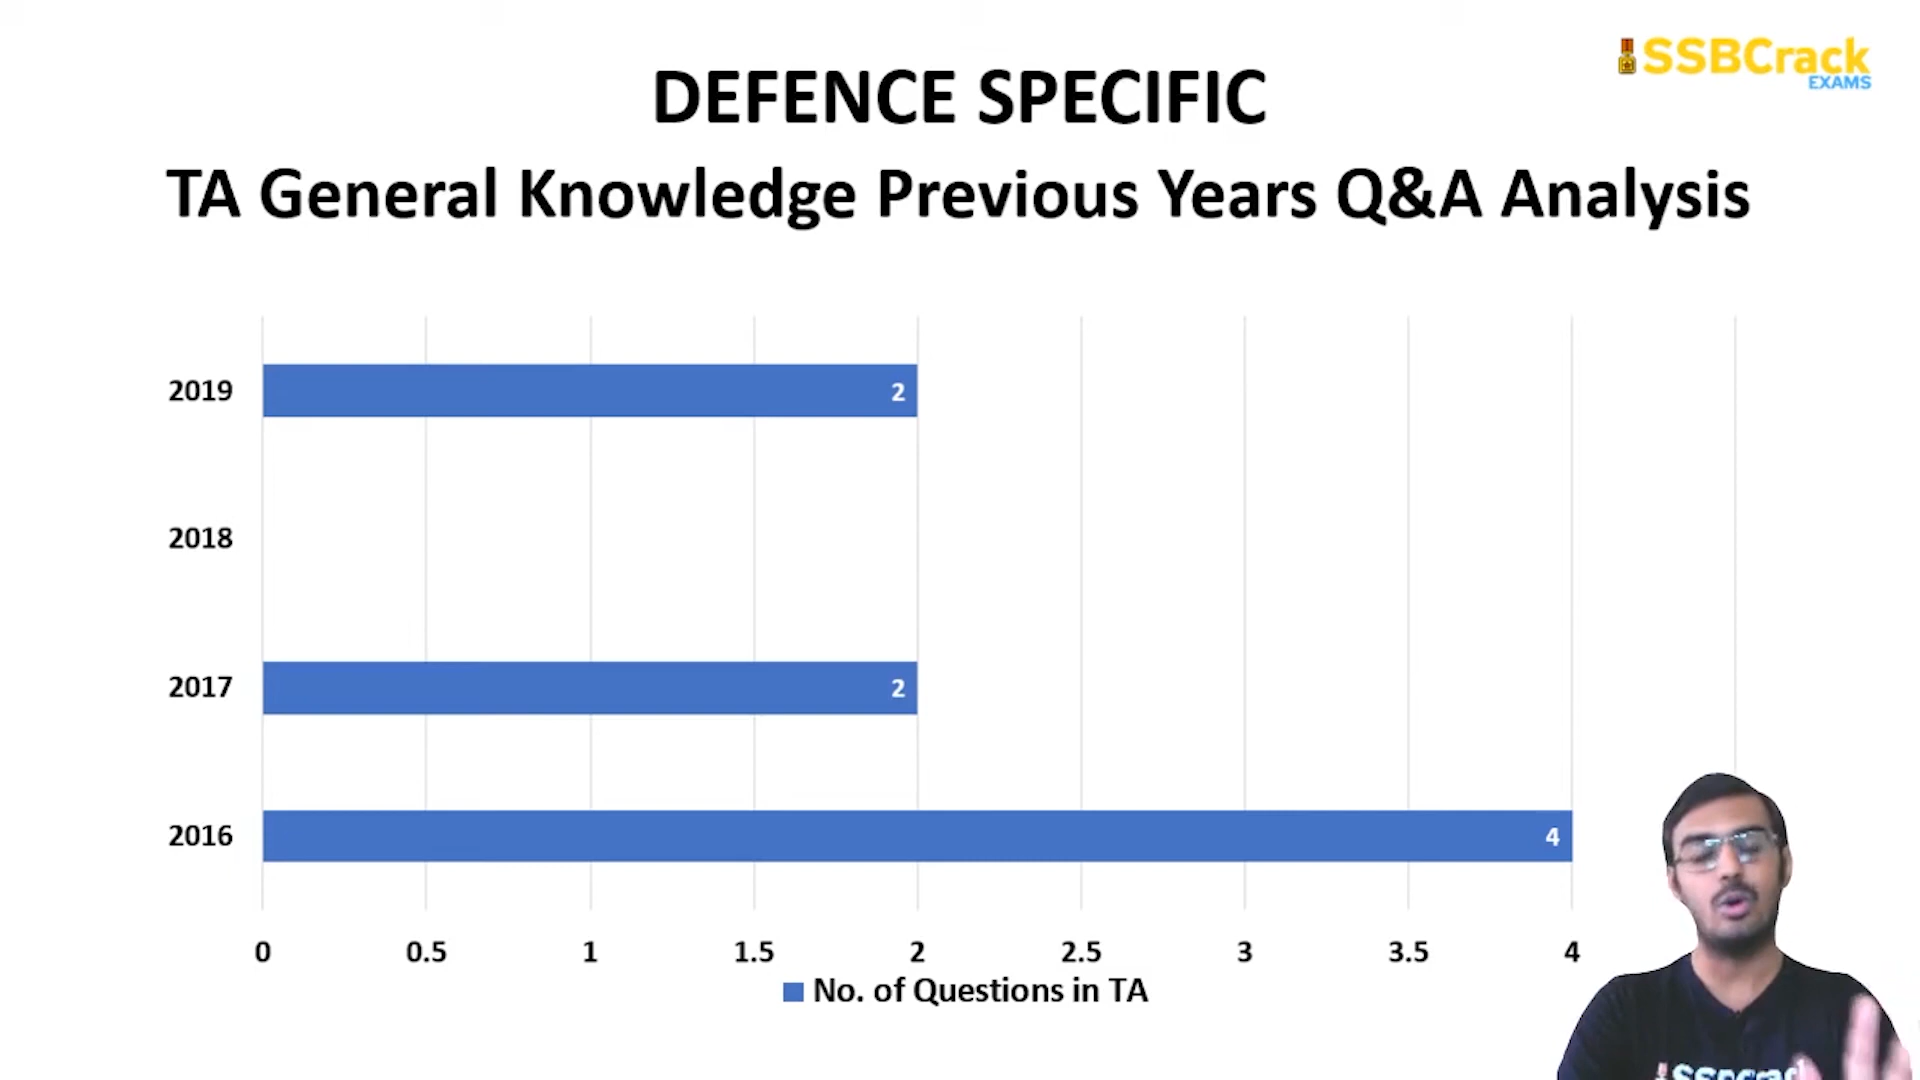 SSBCrack
EXAMS
DEFENCE SPECIFIC
TA General Knowledge Previous Years Q&A Analysis
2019
2
2018
2017
2
2016
4
0 0.5 1 1.5 2 2.5 3 3.5 4
No. of Questions in TA